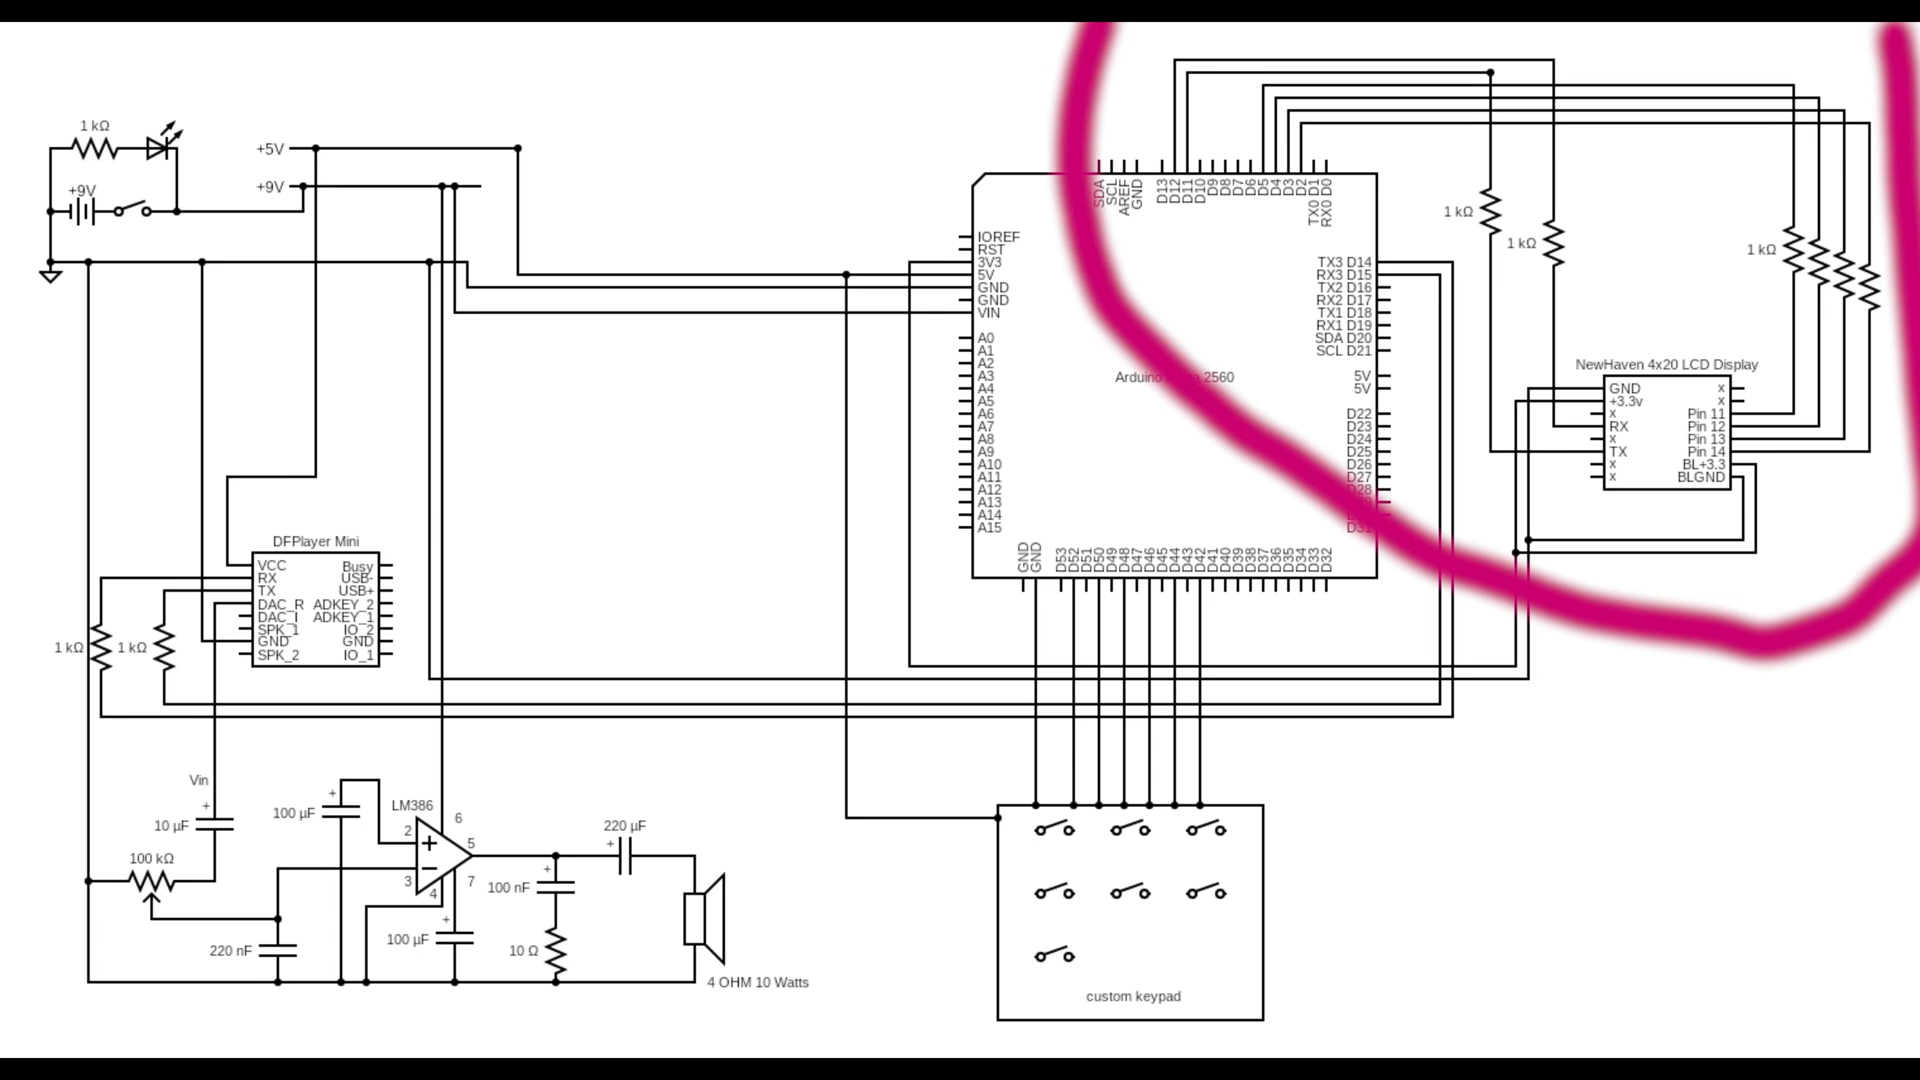 1 kΩ
+9V
+5V
+9V
SDA
SCL
AREF
GND
D13
D12
D11
D10
D9
D8
D7
D6
D5
D4
D3
D2
TX0 D1
RX0 D0
IOREF
RST
3V3
5V
GND
GND
VIN
A0
A1
A2
A3
A4
A5
A6
A7
A8
A9
A10
A11
A12
A13
A14
A15
Arduino 2560
TX3 D14
RX3 D15
TX2 D16
RX2 D17
TX1 D18
RX1 D19
SDA D20
SCL D21
5V
5V
D22
D23
D24
D25
D26
D27
D28
D31
GND
GND
D53
D52
D51
D50
D49
D48
D47
D46
D45
D44
D43
D42
D41
D40
D39
D38
D37
D36
D35
D34
D33
D32
1 kΩ
1 kΩ
1 kΩ
NewHaven 4x20 LCD Display
GND x
+3.3v x
x Pin 11
RX Pin 12
x Pin 13
TX Pin 14
x BL+3.3
x BLGND
DFPlayer Mini
VCC Busy
RX USB-
TX USB+
DAC_R ADKEY_2
DAC_I ADKEY_1
SPK_1 IO_2
GND GND
SPK_2 IO_1
1 kΩ
1 kΩ
Vin
+
10 µF
100 kΩ
220 nF
+
100 µF
LM386
6
2
5
3
7
4
+
100 µF
+
100 nF
10 Ω
220 µF
+
4 OHM 10 Watts
custom keypad